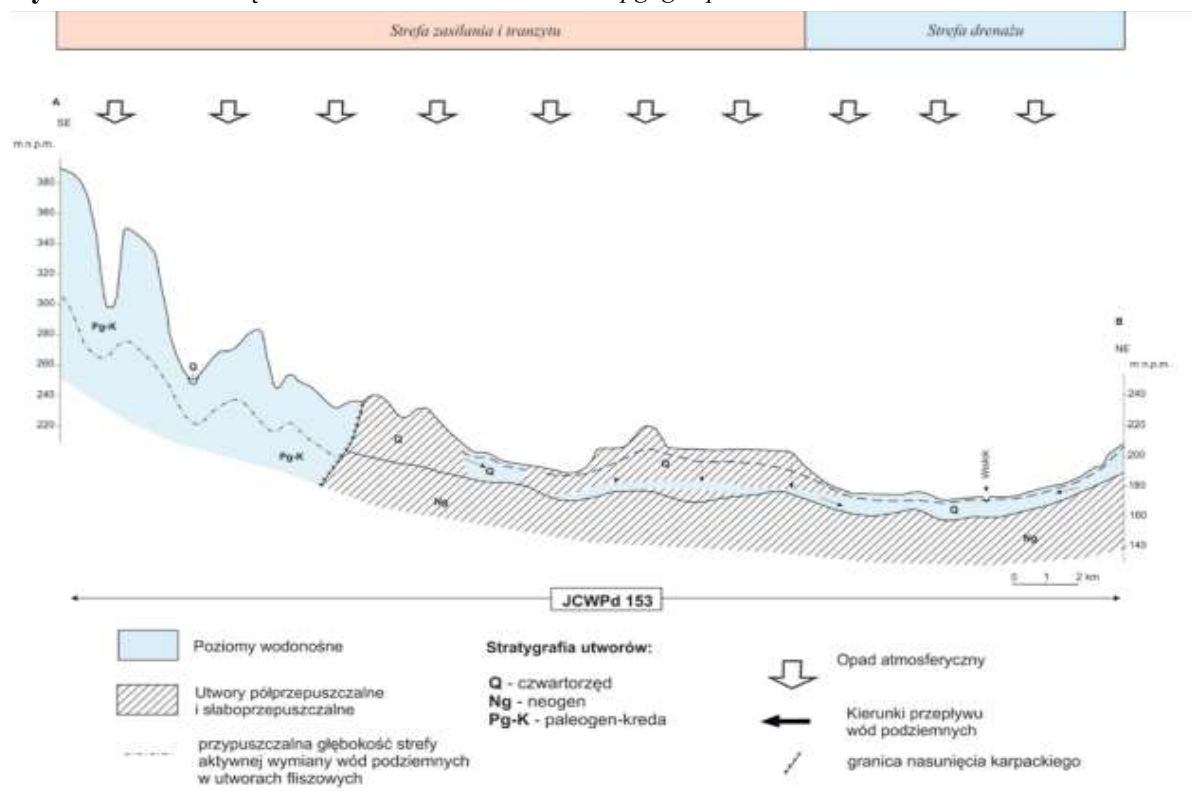 Strefa zasilania i tranzytu
Strefa drenażu
A
SE
m n.p.m.
380
360
340
320
300
280
260
240
220
Pg-K
Q
Pg-K
Q
Ng
Q
Q
Wisłok
Q
Ng
B
NE
m n.p.m.
240
220
200
180
160
140
0 1 2 km
JCWPd 153
Poziomy wodonośne
Utwory półprzepuszczalne
i słaboprzepuszczalne
przypuszczalna głębokość strefy
aktywnej wymiany wód podziemnych
w utworach fliszowych
Stratygrafia utworów:
Q - czwartorzęd
Ng - neogen
Pg-K - paleogen-kreda
Opad atmosferyczny
Kierunki przepływu
wód podziemnych
granica nasunięcia karpackiego